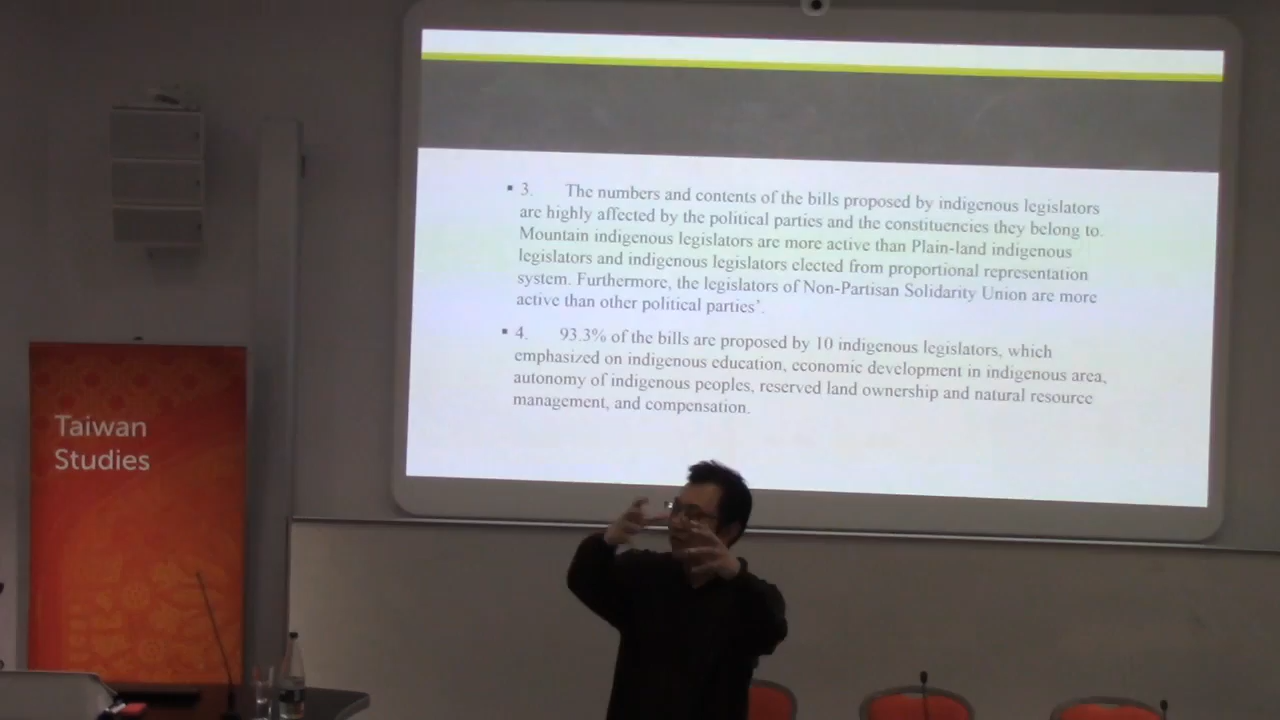 ▪ 3. The numbers and contents of the bills proposed by indigenous legislators
are highly affected by the political parties and the constituencies they belong to.
Mountain indigenous legislators are more active than Plain-land indigenous
legislators and indigenous legislators elected from proportional representation
system. Furthermore, the legislators of Non-Partisan Solidarity Union are more
active than other political parties’.
▪ 4. 93.3% of the bills are proposed by 10 indigenous legislators, which
emphasized on indigenous education, economic development in indigenous area,
autonomy of indigenous peoples, reserved land ownership and natural resource
management, and compensation.
Taiwan
Studies